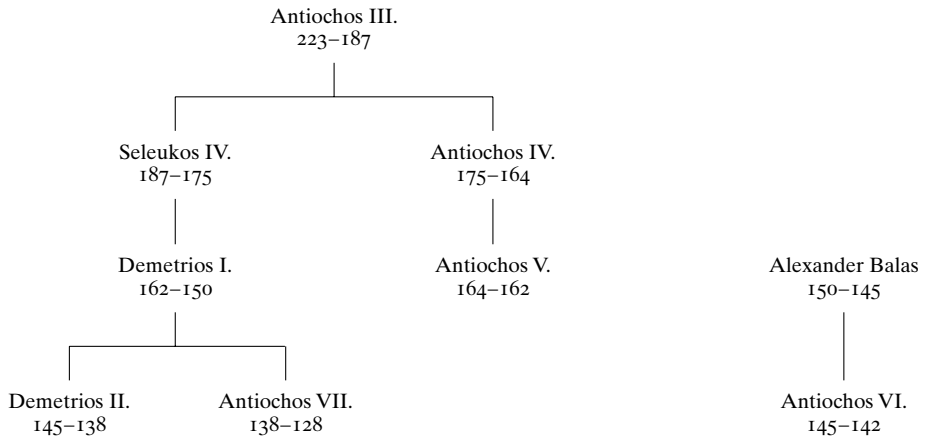 Antiochos III.
223–187
Seleukos IV.
187–175
Antiochos IV.
175–164
Demetrios I.
162–150
Antiochos V.
164–162
Alexander Balas
150–145
Demetrios II.
145–138
Antiochos VII.
138–128
Antiochos VI.
145–142